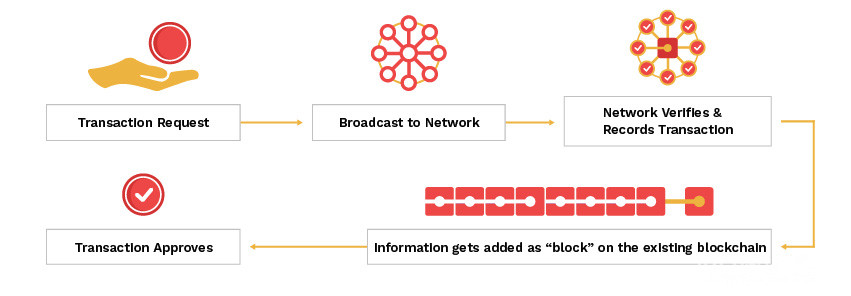 Transaction Request
Broadcast to Network
Network Verifies &
Records Transaction
Transaction Approves
Information gets added as “block” on the existing blockchain